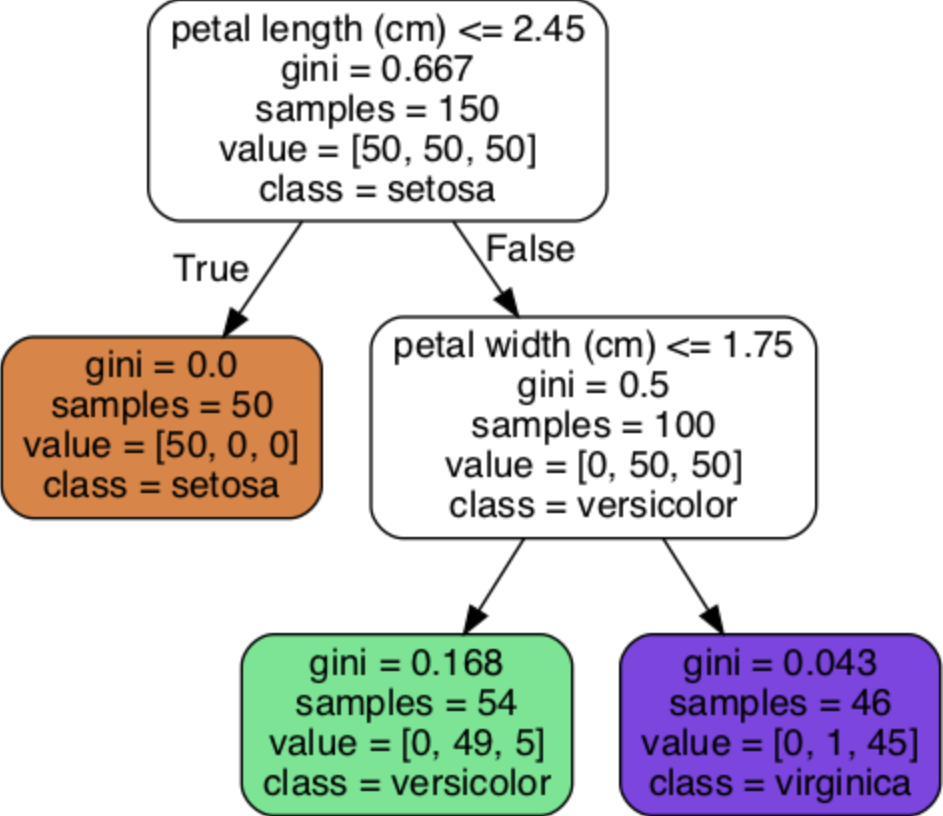 petal length (cm) <= 2.45
gini = 0.667
samples = 150
value = [50, 50, 50]
class = setosa
True
False
gini = 0.0
samples = 50
value = [50, 0, 0]
class = setosa
petal width (cm) <= 1.75
gini = 0.5
samples = 100
value = [0, 50, 50]
class = versicolor
gini = 0.168
samples = 54
value = [0, 49, 5]
class = versicolor
gini = 0.043
samples = 46
value = [0, 1, 45]
class = virginica